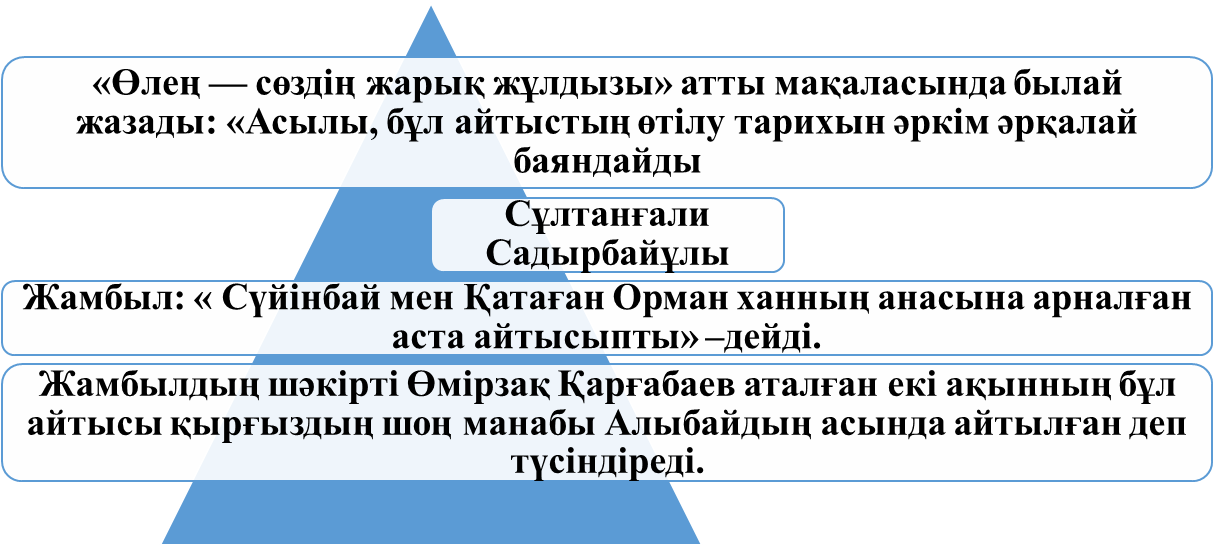 «Өлең — сөздің жарық жұлдызы» атты мақаласында былай
жазады: «Асылы, бұл айтыстың өтілу тарихын әркім әрқалай
баяндайды
Сұлтанғали
Садырбайұлы
Жамбыл: « Сүйінбай мен Қатаған Орман ханның анасына арналған
аста айтысыпты» –дейді.
Жамбылдың шәкірті Өмірзақ Қарғабаев аталған екі ақынның бұл
айтысы қырғыздың шоң манабы Алыбайдың асында айтылған деп
түсіндіреді.